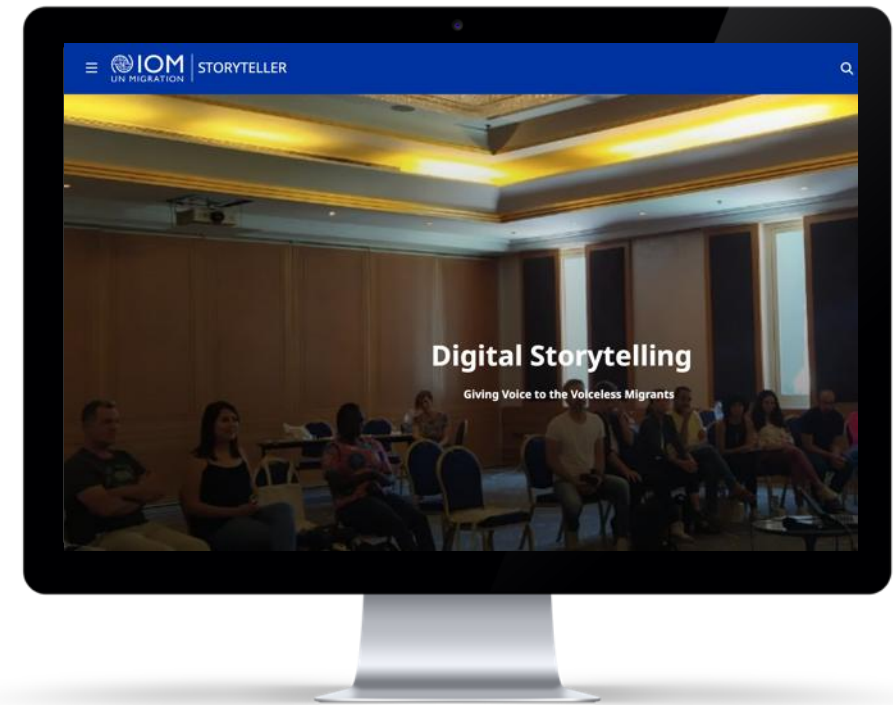 IOM
UN MIGRATION
STORYTELLER
Digital Storytelling
Giving Voice to the Voiceless Migrants